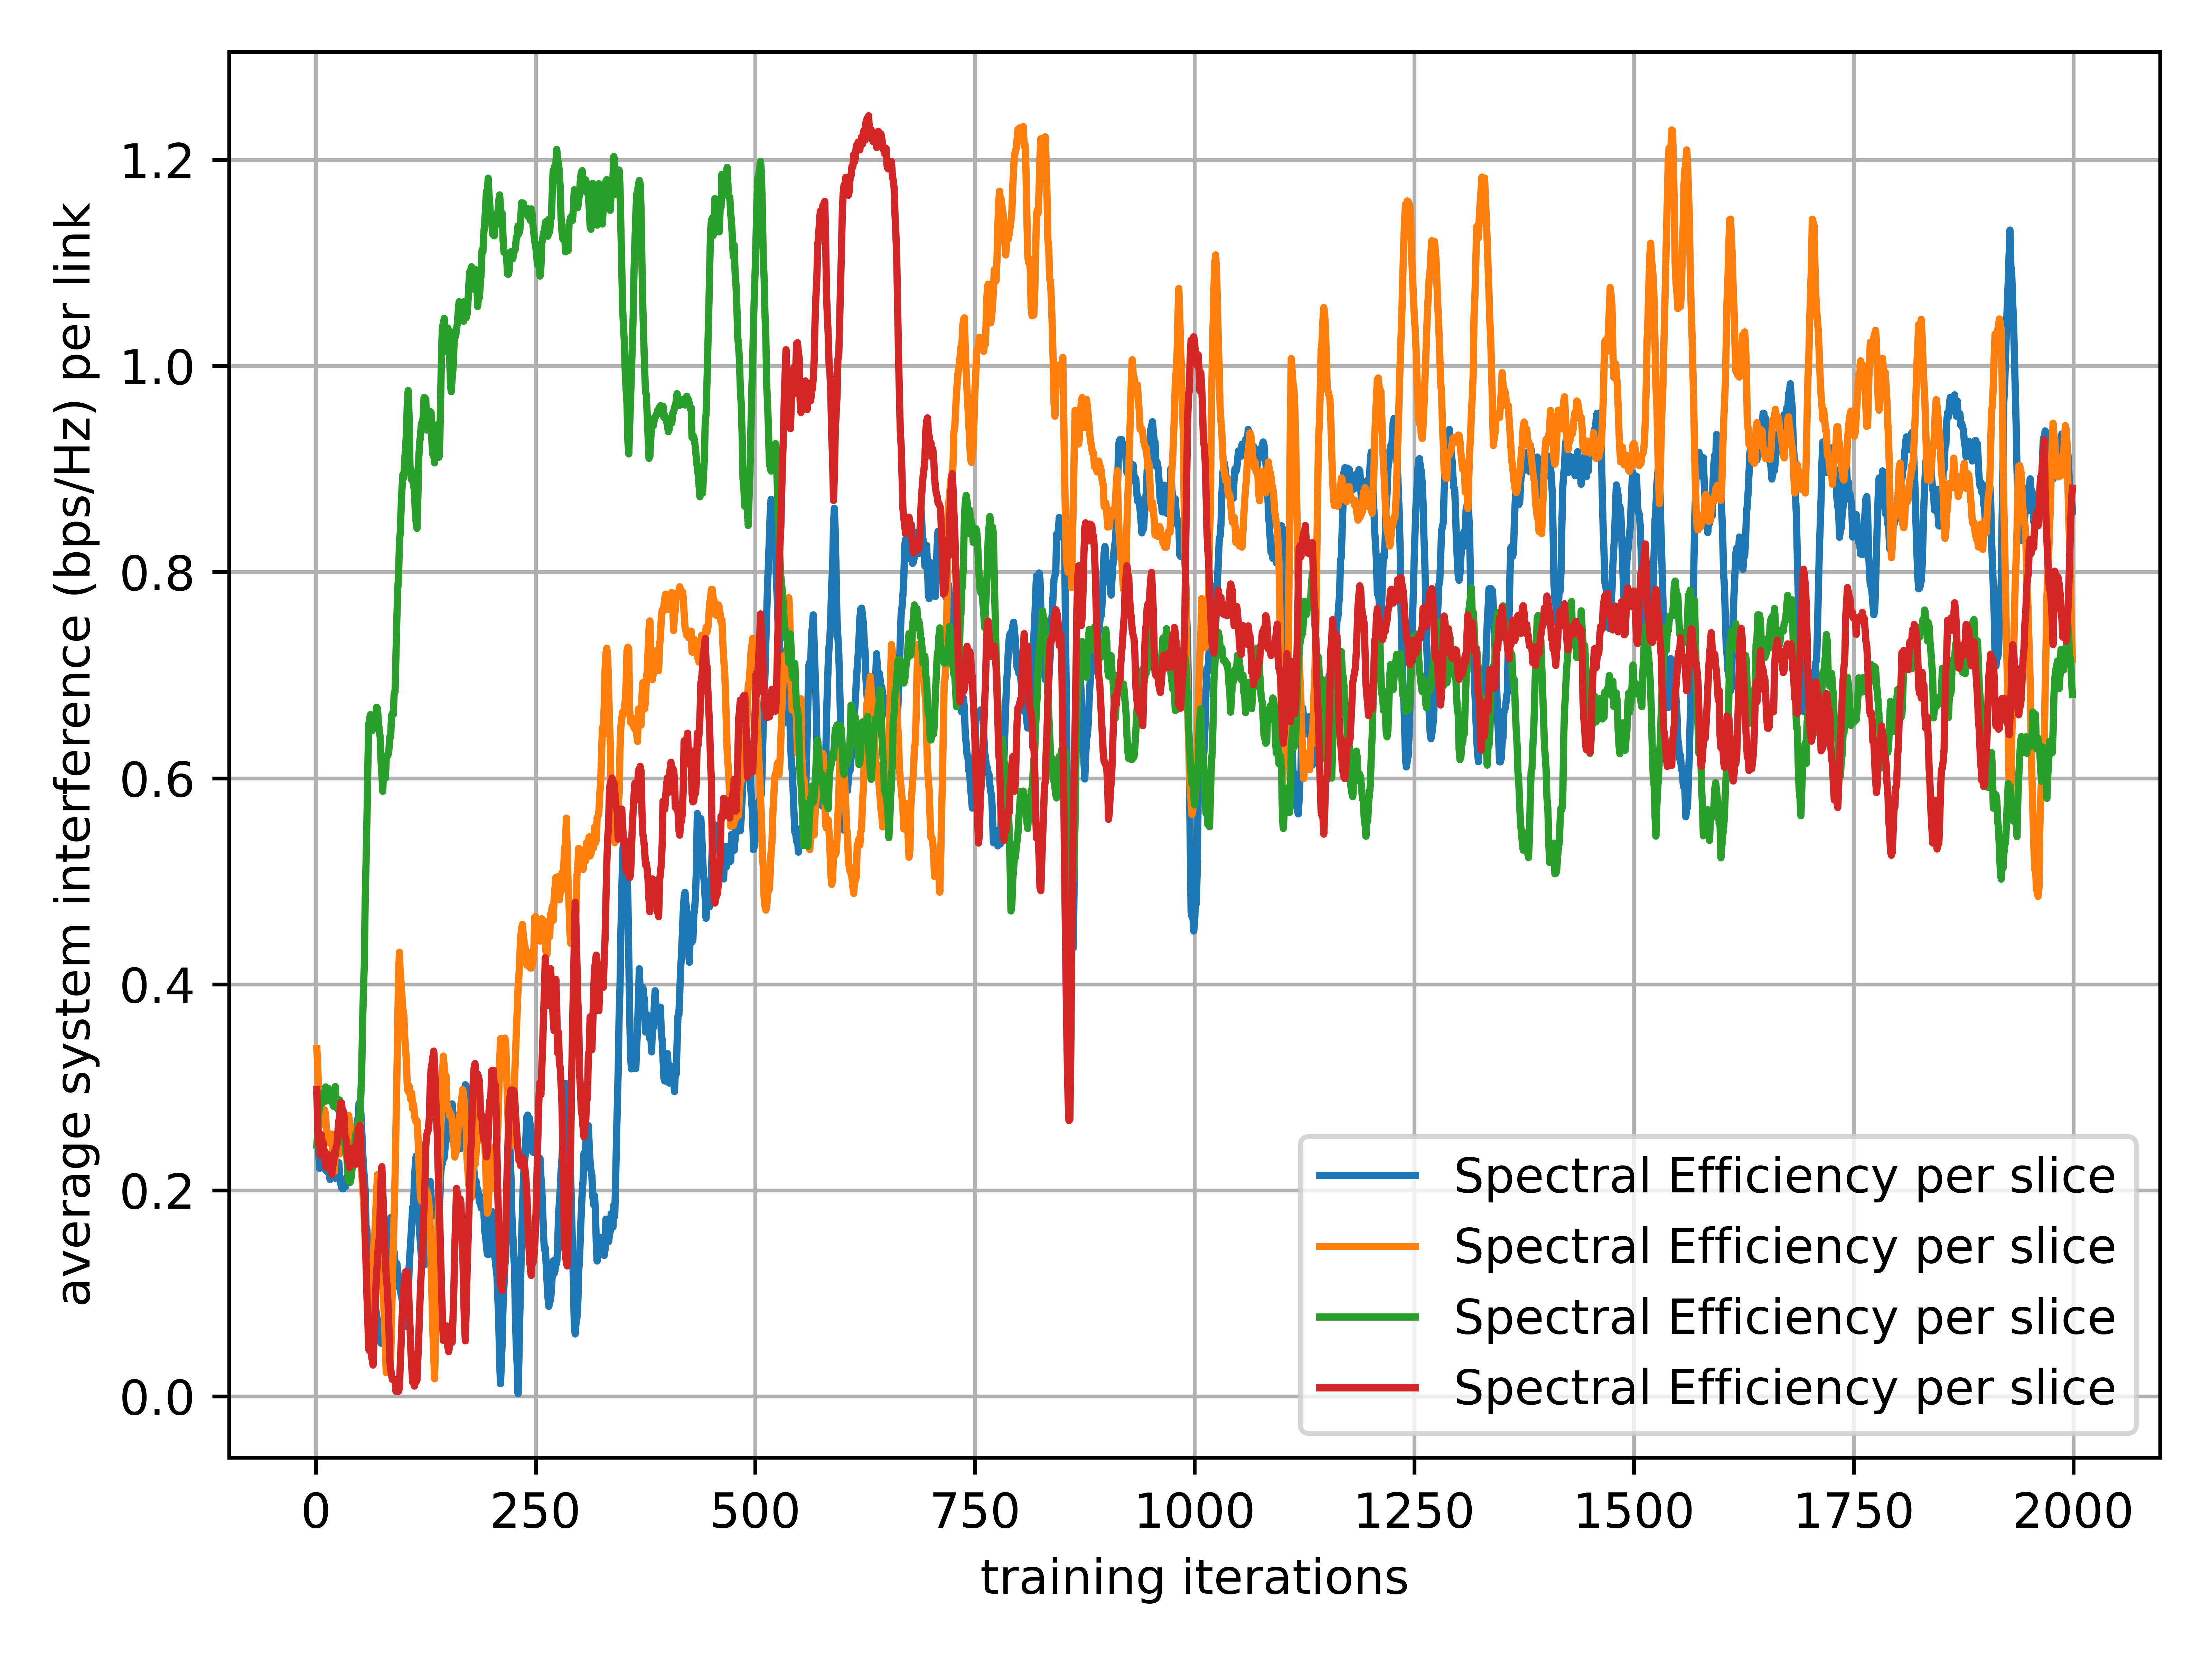 average system interference (bps/Hz) per link
1.2
1.0
0.8
0.6
0.4
0.2
0.0
Spectral Efficiency per slice
Spectral Efficiency per slice
Spectral Efficiency per slice
Spectral Efficiency per slice
0 250 500 750 1000 1250 1500 1750 2000
training iterations